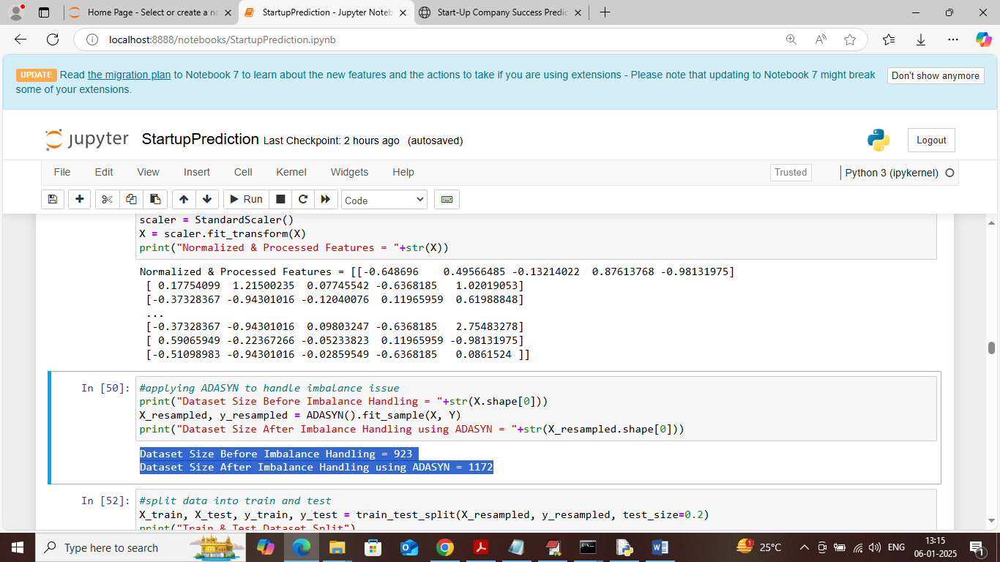 Home Page - Select or create a no
StartupPrediction - Jupyter Noteb
Start-Up Company Success Predic
localhost:8888/notebooks/StartupPrediction.ipynb
UPDATE Read the migration plan to Notebook 7 to learn about the new features and the actions to take if you are using extensions - Please note that updating to Notebook 7 might break
some of your extensions.
Don't show anymore
jupyter StartupPrediction Last Checkpoint: 2 hours ago (autosaved)
Logout
File Edit View Insert Cell Kernel Widgets Help
Trusted
Python 3 (ipykernel)
Run
Code
scaler = StandardScaler()
X = scaler.fit_transform(X)
print("Normalized & Processed Features = "+str(X))
Normalized & Processed Features = [[-0.648696    0.49566485 -0.13214022  0.87613768 -0.98131975]
[ 0.17754099  1.21500235  0.07745542 -0.6368185   1.02019053]
[-0.37328367 -0.94301016 -0.12040076  0.11965959  0.61988848]
...
[-0.37328367 -0.94301016  0.09803247 -0.6368185   2.75483278]
[ 0.59065949 -0.22367266 -0.05233823  0.11965959 -0.98131975]
[-0.51098983 -0.94301016 -0.02859549 -0.6368185   0.0861524 ]]
In [50]: #applying ADASYN to handle imbalance issue
print("Dataset Size Before Imbalance Handling = "+str(X.shape[0]))
X_resampled, y_resampled = ADASYN().fit_sample(X, Y)
print("Dataset Size After Imbalance Handling using ADASYN = "+str(X_resampled.shape[0]))
Dataset Size Before Imbalance Handling = 923
Dataset Size After Imbalance Handling using ADASYN = 1172
In [52]: #split data into train and test
X_train, X_test, y_train, y_test = train_test_split(X_resampled, y_resampled, test_size=0.2)
print("Train & Test Dataset Split")
Type here to search
25°C
ENG
13:15
06-01-2025